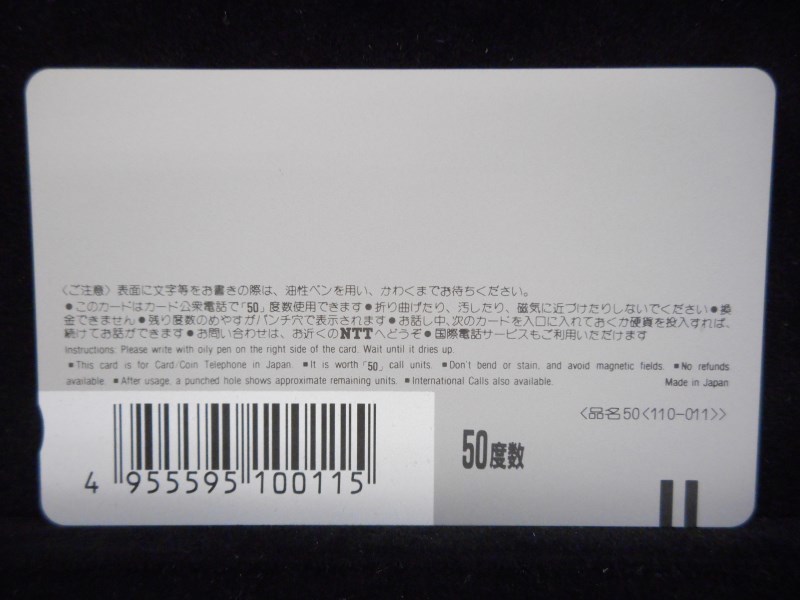 〈ご注意〉表面に文字等をお書きの際は、油性ペンを用い、かわくまでお待ちください。
●このカードはカード公衆電話で「50」度数使用できます●折り曲げたり、汚したり、磁気に近づけたりしないでください●換
金できません●残り度数のめやすがパンチ穴で表示されます●お話し中、次のカードを入口に入れておくか硬貨を投入すれば、
続けてお話ができます●お問い合わせは、お近くのNTTへどうぞ●国際電話サービスもご利用いただけます
Instructions: Please write with oily pen on the right side of the card. Wait until it dries up.
■This card is for Card/Coin Telephone in Japan. ■It is worth「50」call units. ■Don't bend or stain, and avoid magnetic fields. ■No refunds
available. ■After usage, a punched hole shows approximate remaining units. ■International Calls also available.
Made in Japan
〈品名50〈110-011〉〉
50度数
4 955595 100115